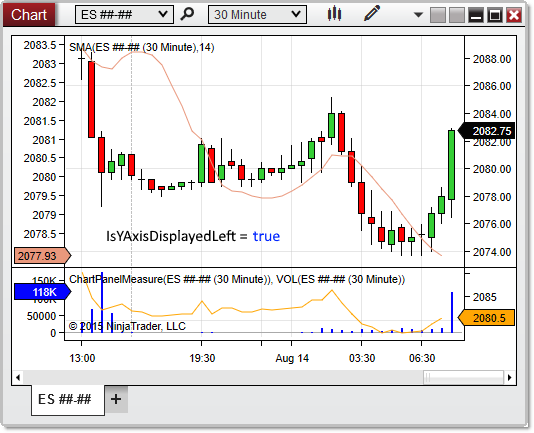 Chart
ES ##-##
30 Minute
SMA(ES ##-## (30 Minute),14)
2083.5
2083
2082.5
2082
2081.5
2081
2080.5
2080
2079.5
2079
2078.5
2077.93
2088.00
2086.00
2084.00
2082.75
2080.00
2078.00
2076.00
2074.00
IsYAxisDisplayedLeft = true
ChartPanelMeasure(ES ##-## (30 Minute)), VOL(ES ##-## (30 Minute))
150K
118K
100K
50000
0
2085
2080.5
© 2015 NinjaTrader, LLC
13:00
19:30
Aug 14
03:30
06:30
ES ##-##
+